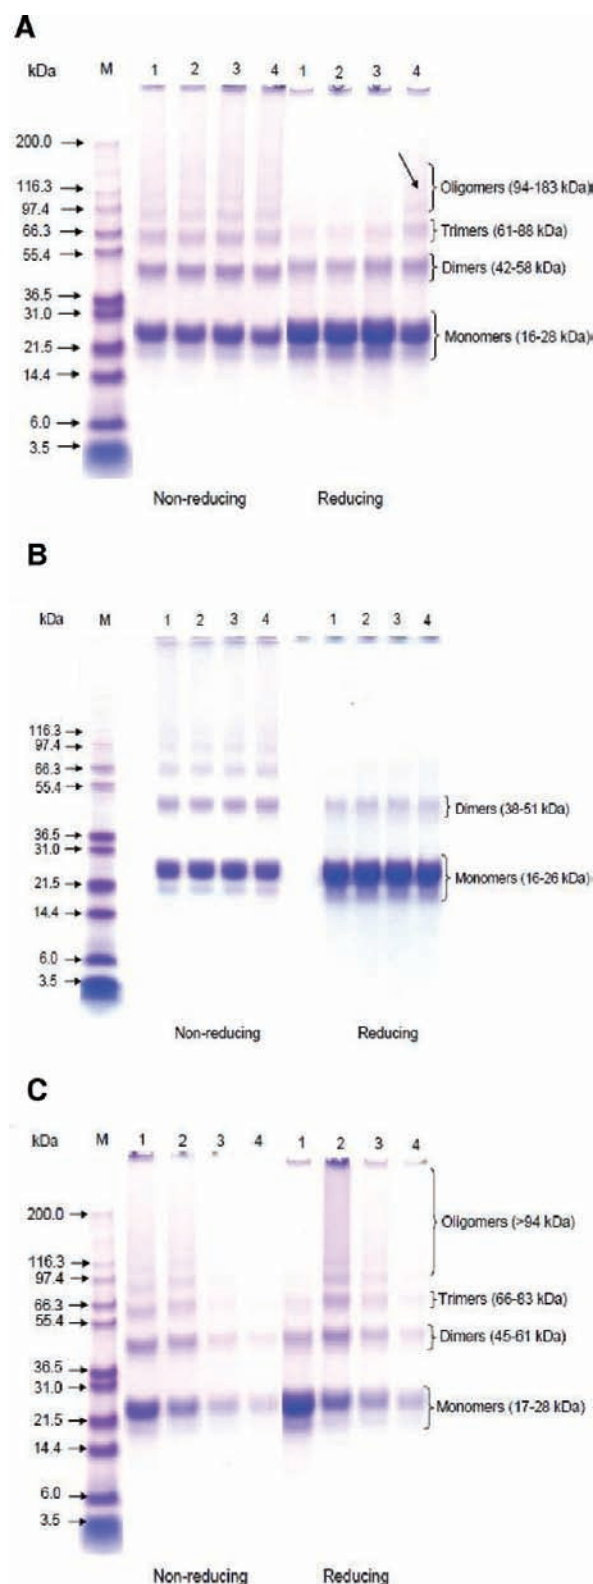 A
kDa M 1 2 3 4 1 2 3 4
200.0
116.3
97.4
66.3
55.4
36.5
31.0
21.5
14.4
6.0
3.5
Oligomers (94-183 kDa)
Trimers (61-88 kDa)
Dimers (42-58 kDa)
Monomers (16-28 kDa)
Non-reducing Reducing
B
kDa M 1 2 3 4 1 2 3 4
116.3
97.4
66.3
55.4
36.5
31.0
21.5
14.4
6.0
3.5
Dimers (38-51 kDa)
Monomers (16-26 kDa)
Non-reducing Reducing
C
kDa M 1 2 3 4 1 2 3 4
200.0
116.3
97.4
66.3
55.4
36.5
31.0
21.5
14.4
6.0
3.5
Oligomers (>94 kDa)
Trimers (66-83 kDa)
Dimers (45-61 kDa)
Monomers (17-28 kDa)
Non-reducing Reducing